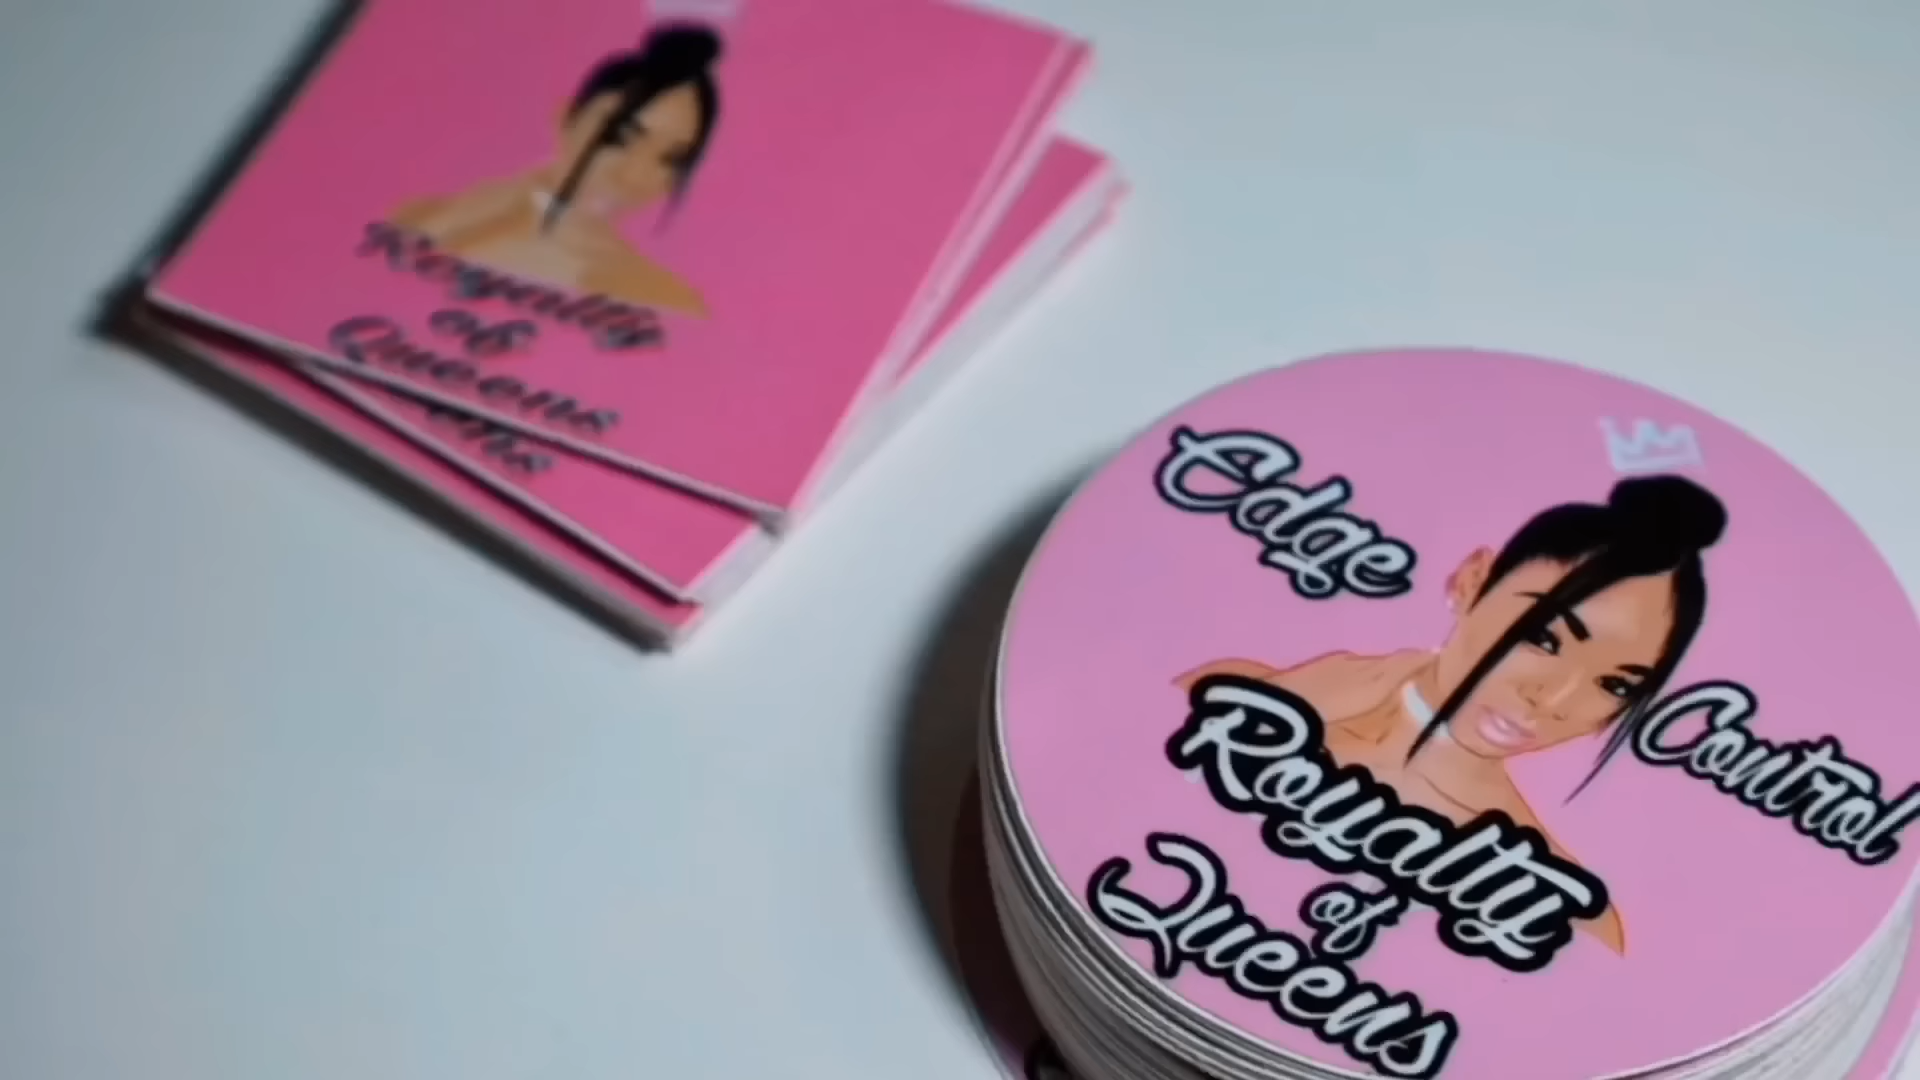 Royalty
of
Queens
Edge
Control
Royalty
of
Queens